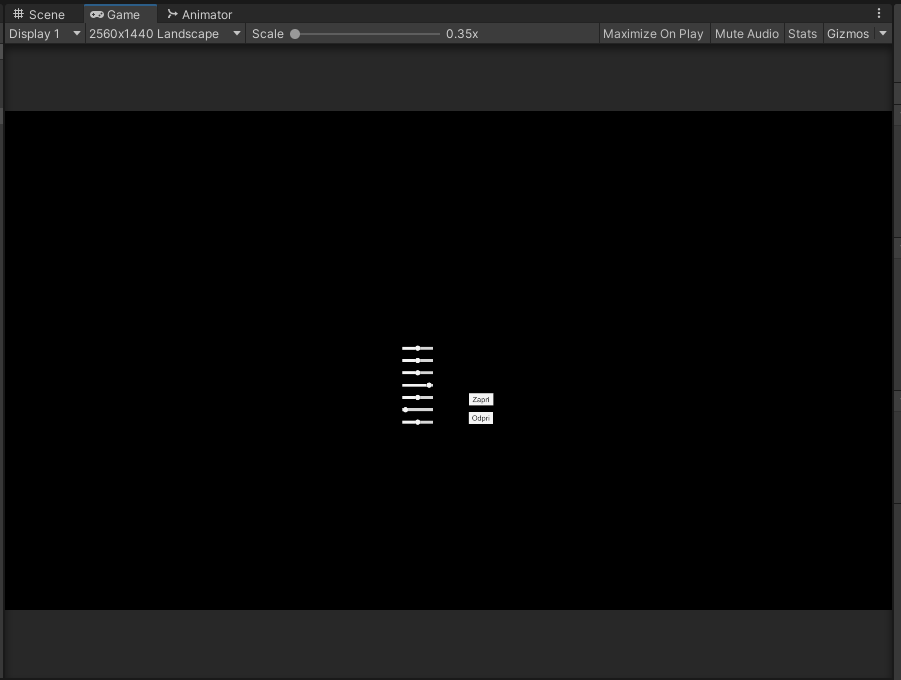 Scene Game Animator
Display 1 2560x1440 Landscape Scale 0.35x Maximize On Play Mute Audio Stats Gizmos
Zapri
Odpri